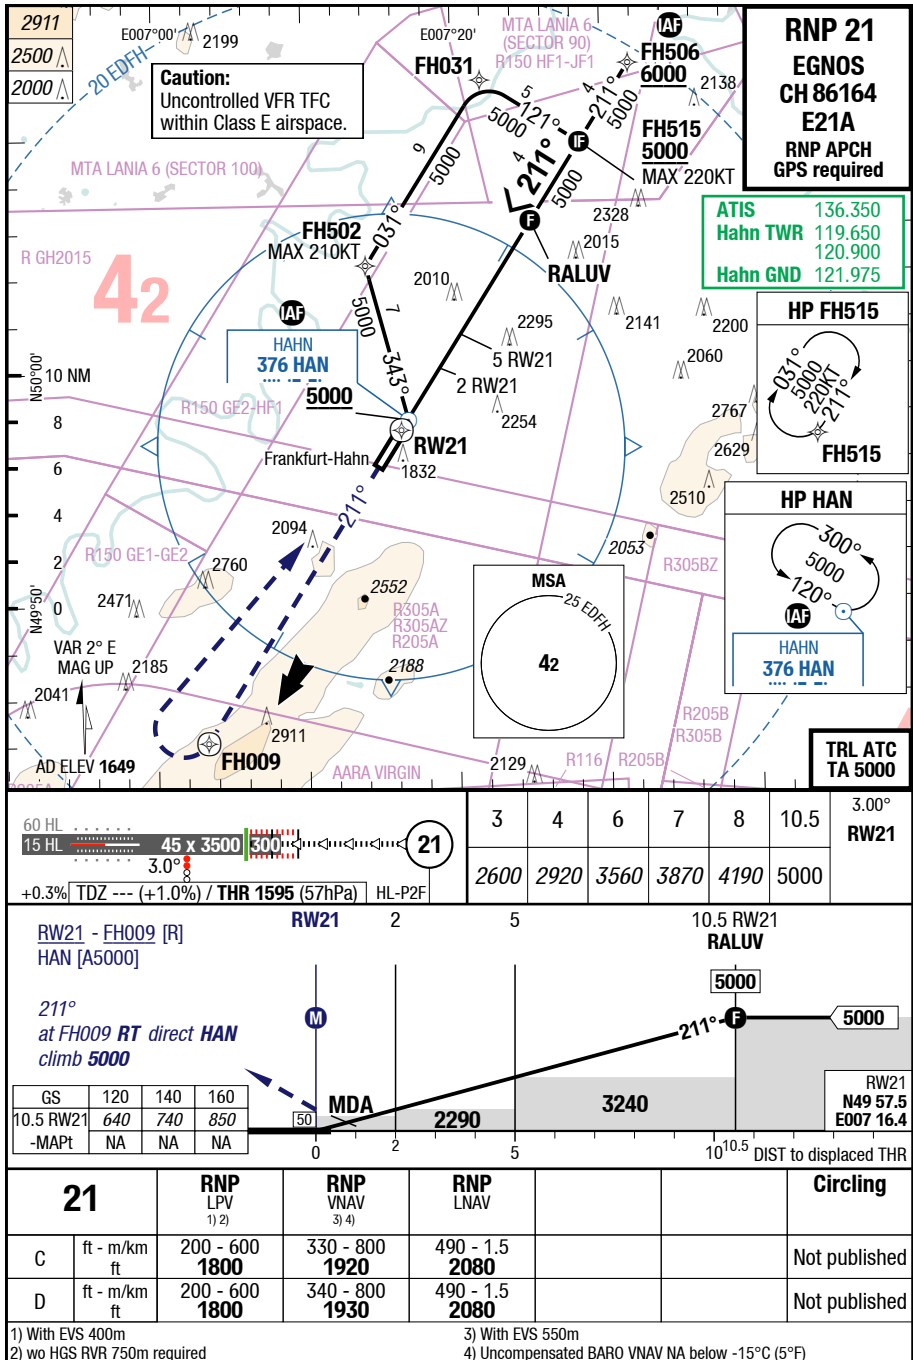 2911
2500
2000
E007°00'
2199
20 EDFH
Caution:
Uncontrolled VFR TFC
within Class E airspace.
E007°20'
MTA LANIA 6
(SECTOR 90)
R150 HF1-JF1
IAF
FH506
6000
FH031
2138
RNP 21
EGNOS
CH 86164
E21A
RNP APCH
GPS required
5
121°
5000
4
211°
5000
IF
FH515
5000
MAX 220KT
9
5000
4
211°
5000
MTA LANIA 6 (SECTOR 100)
031°
FH502
MAX 210KT
F
RALUV
2328
2015
ATIS 136.350
Hahn TWR 119.650
120.900
Hahn GND 121.975
R GH2015
42
2010
7
5000
343°
IAF
HAHN
376 HAN
5000
2295
5 RW21
2 RW21
2254
2141
2200
2060
HP FH515
031°
5000
220KT
211°
FH515
N50°00'
10 NM
8
6
4
2
0
N49°50'
R150 GE2-HF1
RW21
Frankfurt-Hahn
1832
2767
2629
2510
211°
2094
R150 GE1-GE2
2760
2471
2552
R305A
R305AZ
R205A
2053
R305BZ
HP HAN
300°
5000
120°
IAF
HAHN
376 HAN
MSA
25 EDFH
42
VAR 2° E
MAG UP
2185
2041
2188
2911
FH009
AD ELEV 1649
AARA VIRGIN
2129
R116
R205B
R205B
R305B
TRL ATC
TA 5000
60 HL
15 HL
45 x 3500
300
21
3.0°
+0.3%
TDZ --- (+1.0%) / THR 1595 (57hPa)
HL-P2F
3 4 6 7 8 10.5 3.00°
RW21
2600 2920 3560 3870 4190 5000
RW21 - FH009 [R]
HAN [A5000]
RW21 2 5 10.5 RW21
RALUV
5000
211°
at FH009 RT direct HAN
climb 5000
M
211°
F
5000
GS 120 140 160
10.5 RW21 640 740 850
-MAPt NA NA NA
50
MDA
2290
3240
RW21
N49 57.5
E007 16.4
0 2 5 10 10.5 DIST to displaced THR
21 RNP RNP RNP Circling
LPV VNAV LNAV
1) 2) 3) 4)
C ft - m/km 200 - 600 330 - 800 490 - 1.5 Not published
ft 1800 1920 2080
D ft - m/km 200 - 600 340 - 800 490 - 1.5 Not published
ft 1800 1930 2080
1) With EVS 400m 3) With EVS 550m
2) wo HGS RVR 750m required 4) Uncompensated BARO VNAV NA below -15°C (5°F)